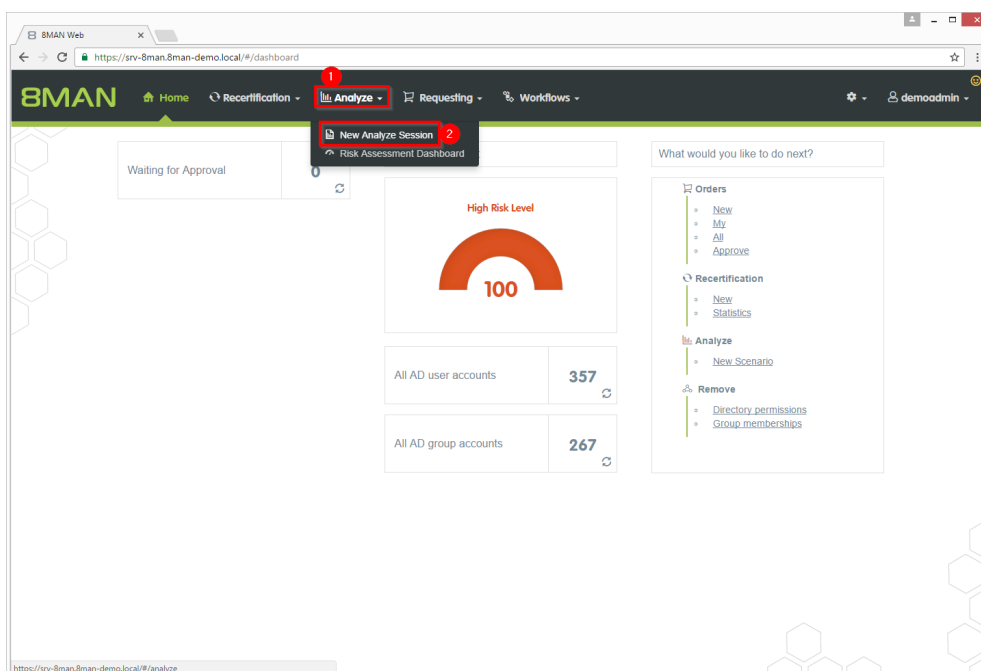 8MAN Web
https://srv-8man.8man-demo.local/#/dashboard
1
8MAN Home Recertification Analyze Requesting Workflows demoadmin
New Analyze Session 2
Risk Assessment Dashboard
What would you like to do next?
Waiting for Approval 0
High Risk Level
100
All AD user accounts 357
All AD group accounts 267
Orders
New
My
All
Approve
Recertification
New
Statistics
Analyze
New Scenario
Remove
Directory permissions
Group memberships
https://srv-8man.8man-demo.local/#/analyze